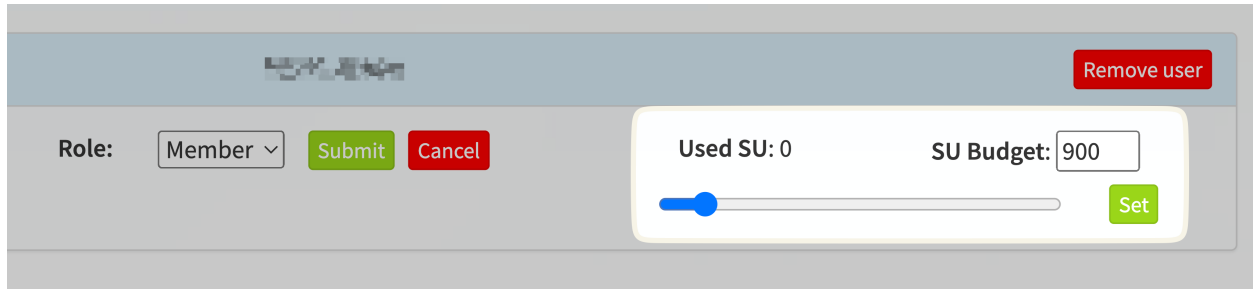 Remove user
Role: Member Submit Cancel Used SU: 0 SU Budget: 900
Set